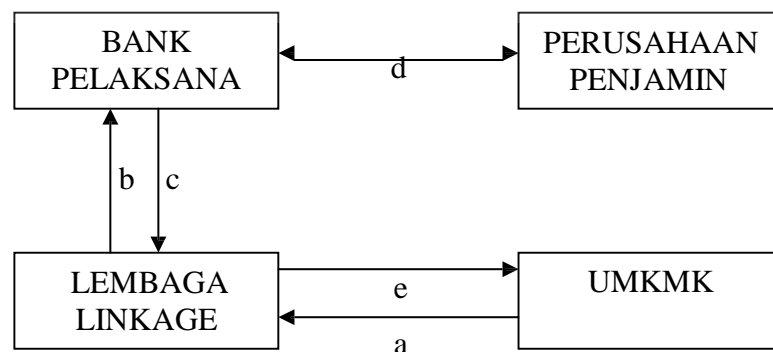 BANK
PELAKSANA
PERUSAHAAN
PENJAMIN
d
b
c
LEMBAGA
LINKAGE
UMKMK
e
a